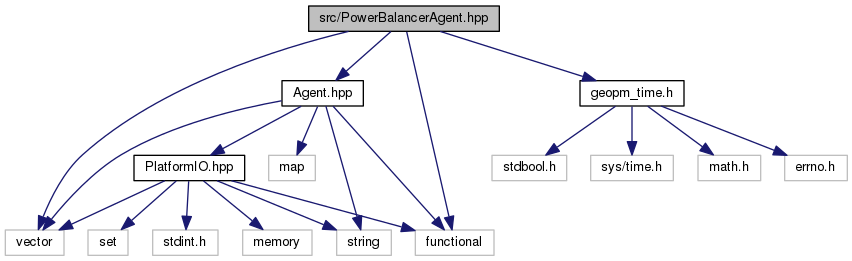 src/PowerBalancerAgent.hpp
Agent.hpp
geopm_time.h
PlatformIO.hpp
map
stdbool.h
sys/time.h
math.h
errno.h
vector
set
stdint.h
memory
string
functional